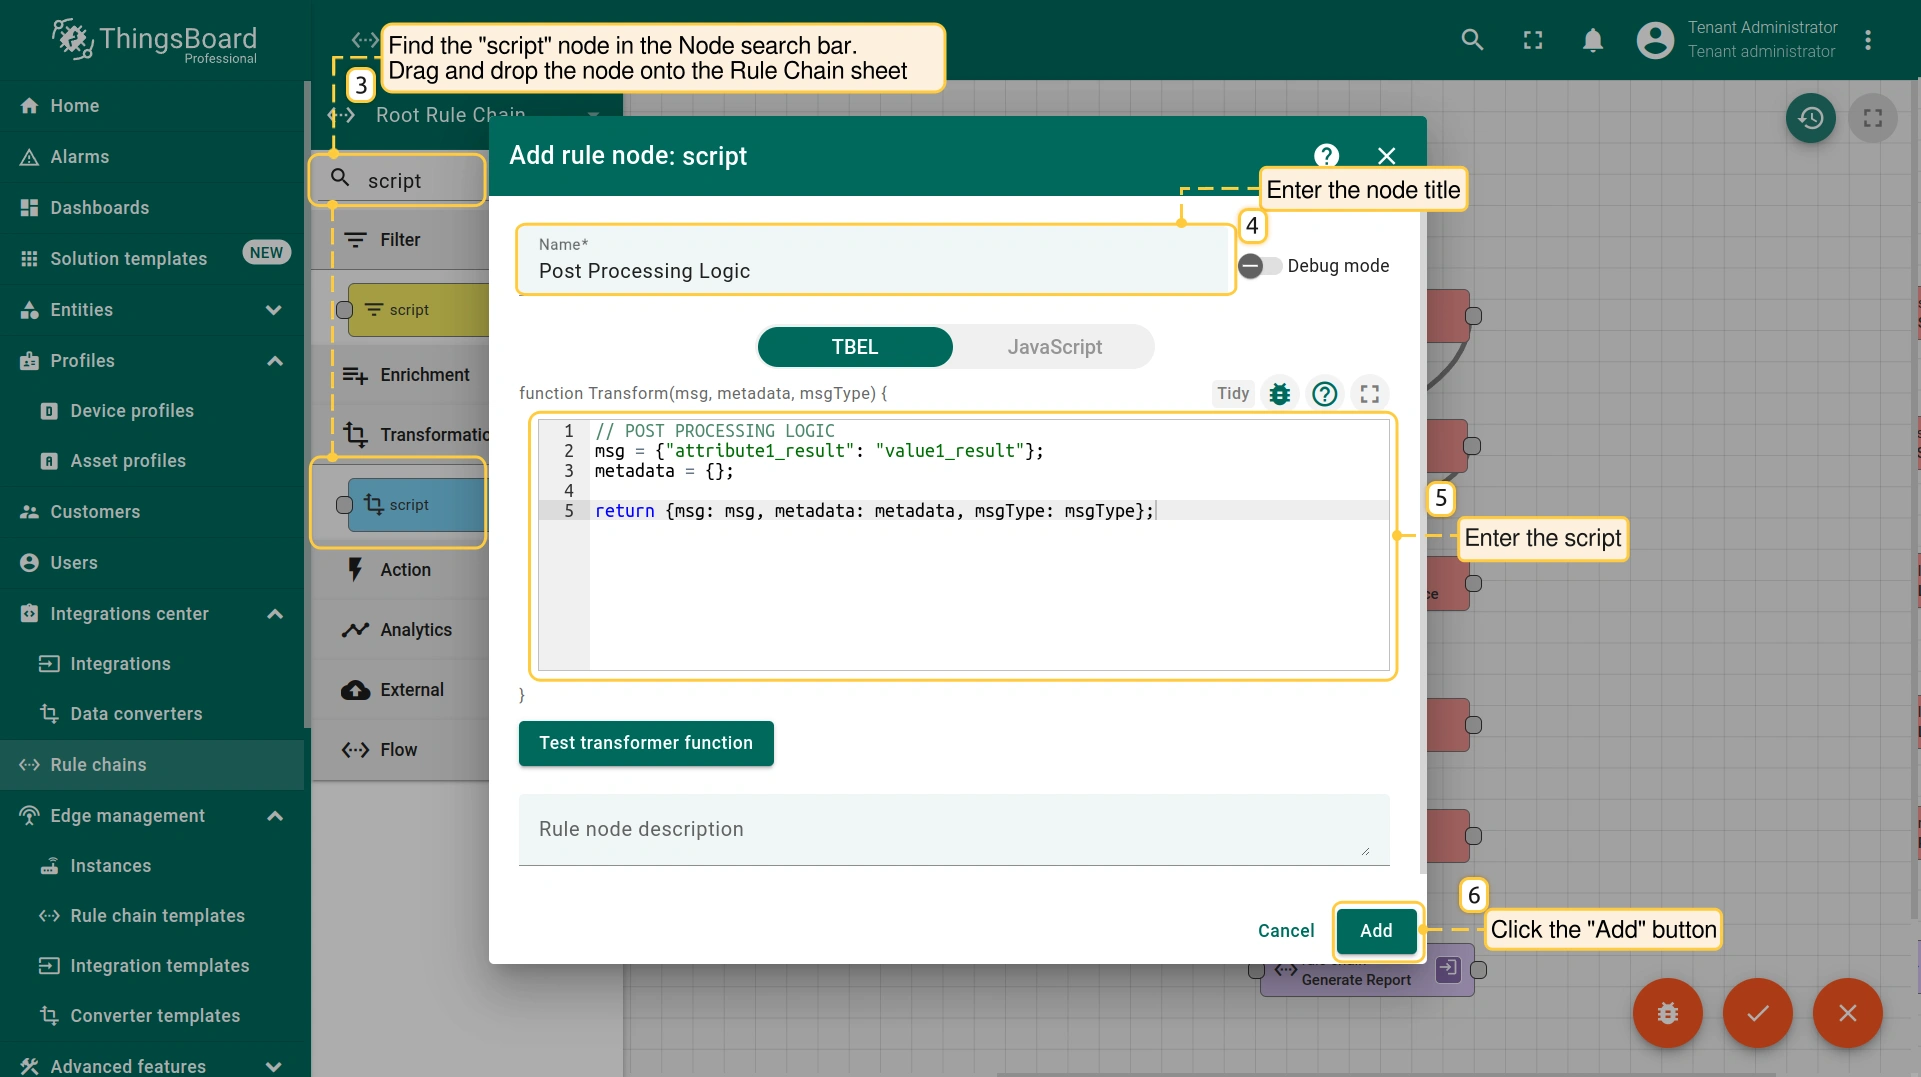 ThingsBoard
Professional
Find the "script" node in the Node search bar.
Drag and drop the node onto the Rule Chain sheet
3
Tenant Administrator
Tenant administrator
Home
Alarms
Dashboards
Solution templates
NEW
Entities
Profiles
Device profiles
Asset profiles
Customers
Users
Integrations center
Integrations
Data converters
Rule chains
Edge management
Instances
Rule chain templates
Integration templates
Converter templates
Advanced features
Root Rule Chain
script
Filter
script
Enrichment
Transformatic
script
Action
Analytics
External
Flow
Add rule node: script
?
Enter the node title
4
Name*
Post Processing Logic
Debug mode
TBEL
JavaScript
function Transform(msg, metadata, msgType) {
Tidy
1 // POST PROCESSING LOGIC
2 msg = {"attribute1_result": "value1_result"};
3 metadata = {};
4
5 return {msg: msg, metadata: metadata, msgType: msgType};
5
Enter the script
}
Test transformer function
Rule node description
Cancel
Add
6
Click the "Add" button
ce
Generate Report